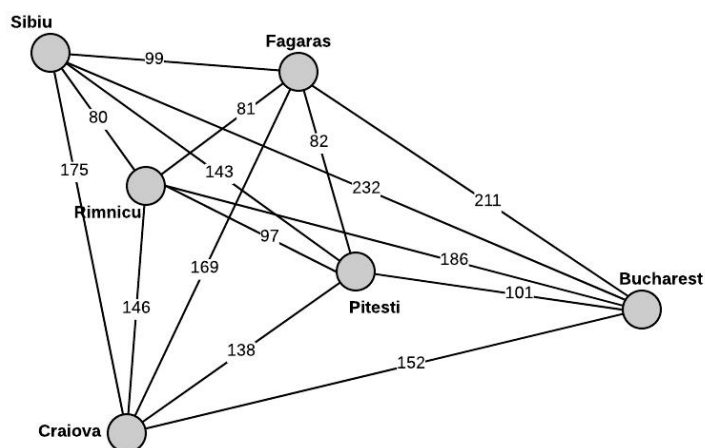 Sibiu
Fagaras
99
80
81
82
175
143
232
211
Rimnicu
97
186
169
Bucharest
101
146
Pitesti
138
152
Craiova